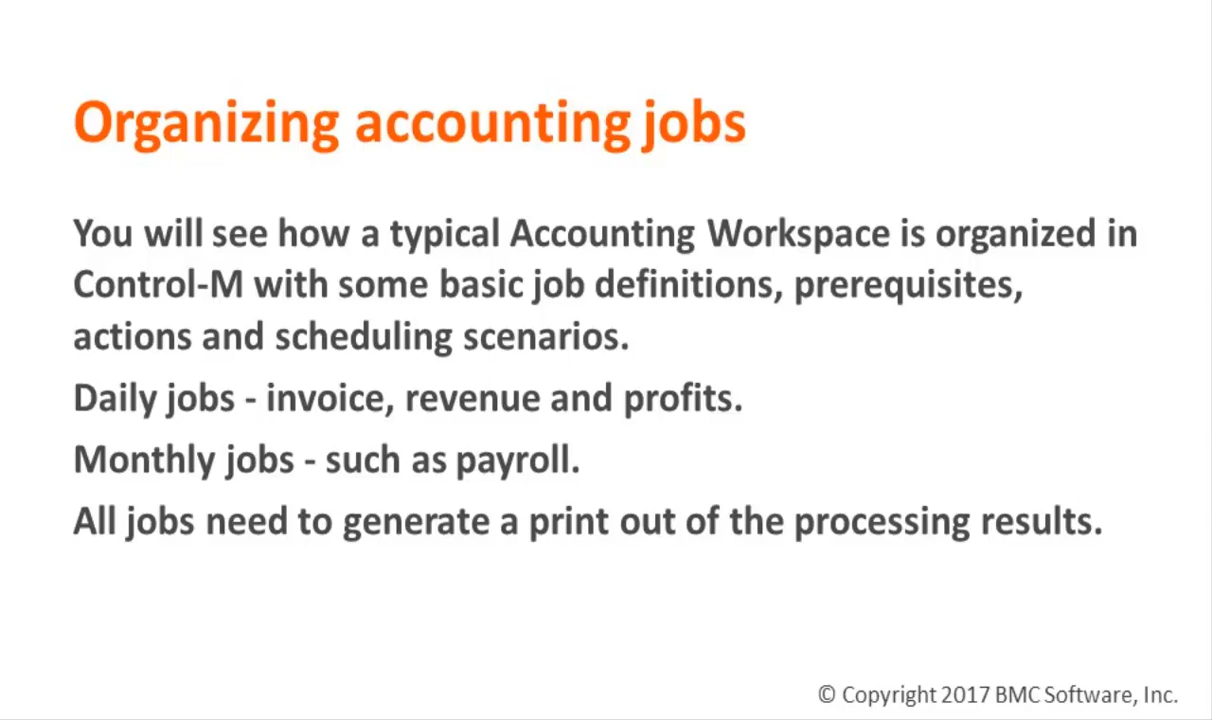 Organizing accounting jobs
You will see how a typical Accounting Workspace is organized in
Control-M with some basic job definitions, prerequisites,
actions and scheduling scenarios.
Daily jobs - invoice, revenue and profits.
Monthly jobs - such as payroll.
All jobs need to generate a print out of the processing results.
© Copyright 2017 BMC Software, Inc.